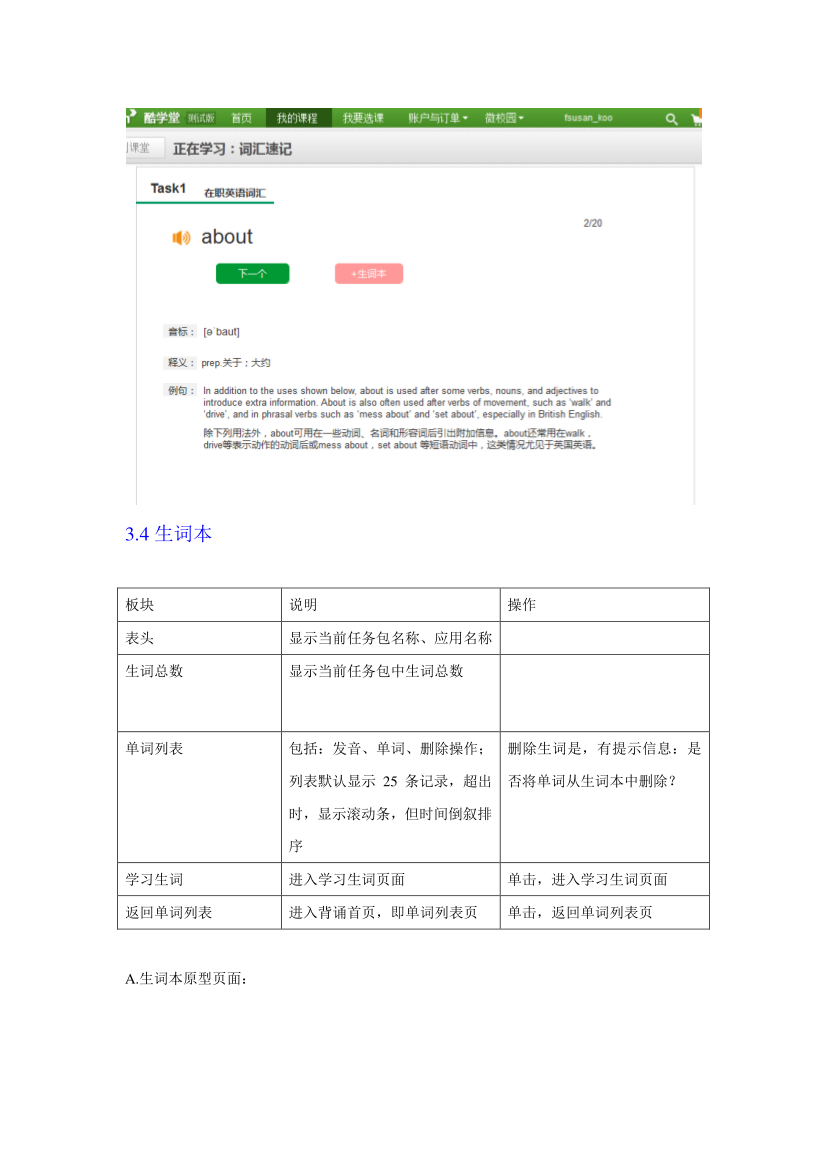 酷学堂 测试版 首页 我的课程 我要选课 账户与订单 微校园 fsusan_koo
课堂 正在学习：词汇速记
Task1 在职英语词汇
2/20
about
下一个 +生词本
音标： [ə`baut]
释义： prep.关于；大约
例句： In addition to the uses shown below, about is used after some verbs, nouns, and adjectives to
introduce extra information. About is also often used after verbs of movement, such as ‘walk’ and
‘drive’, and in phrasal verbs such as ‘mess about’ and ‘set about’, especially in British English.
除下列用法外，about可用在一些动词、名词和形容词后引出附加信息。about还常用在walk，
drive等表示动作的动词后或mess about，set about 等短语动词中，这类情况尤见于英国英语。
3.4 生词本
板块 说明 操作
表头 显示当前任务包名称、应用名称
生词总数 显示当前任务包中生词总数
单词列表 包括：发音、单词、删除操作； 删除生词是，有提示信息：是
列表默认显示 25 条记录，超出 否将单词从生词本中删除？
时，显示滚动条，但时间倒叙排
序
学习生词 进入学习生词页面 单击，进入学习生词页面
返回单词列表 进入背诵首页，即单词列表页 单击，返回单词列表页
A.生词本原型页面：